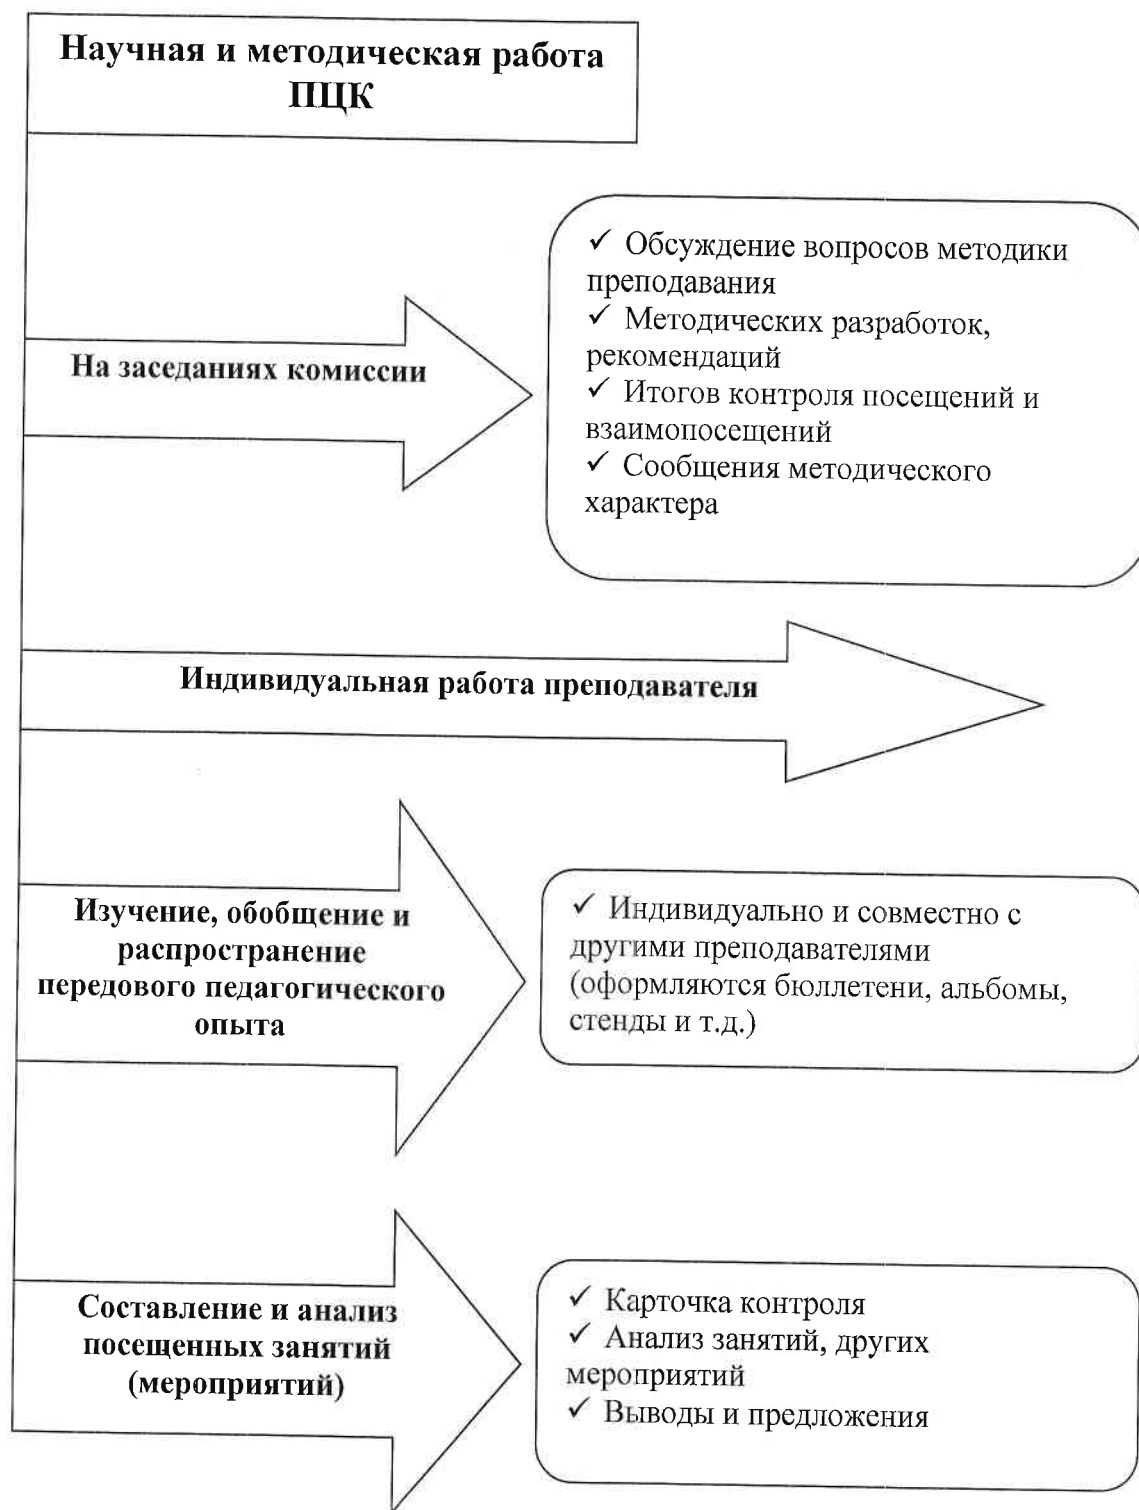 Научная и методическая работа
ПЦК
На заседаниях комиссии
✓ Обсуждение вопросов методики
преподавания
✓ Методических разработок,
рекомендаций
✓ Итогов контроля посещений и
взаимопосещений
✓ Сообщения методического
характера
Индивидуальная работа преподавателя
Изучение, обобщение и
распространение
передового педагогического
опыта
✓ Индивидуально и совместно с
другими преподавателями
(оформляются бюллетени, альбомы,
стенды и т.д.)
Составление и анализ
посещенных занятий
(мероприятий)
✓ Карточка контроля
✓ Анализ занятий, других
мероприятий
✓ Выводы и предложения